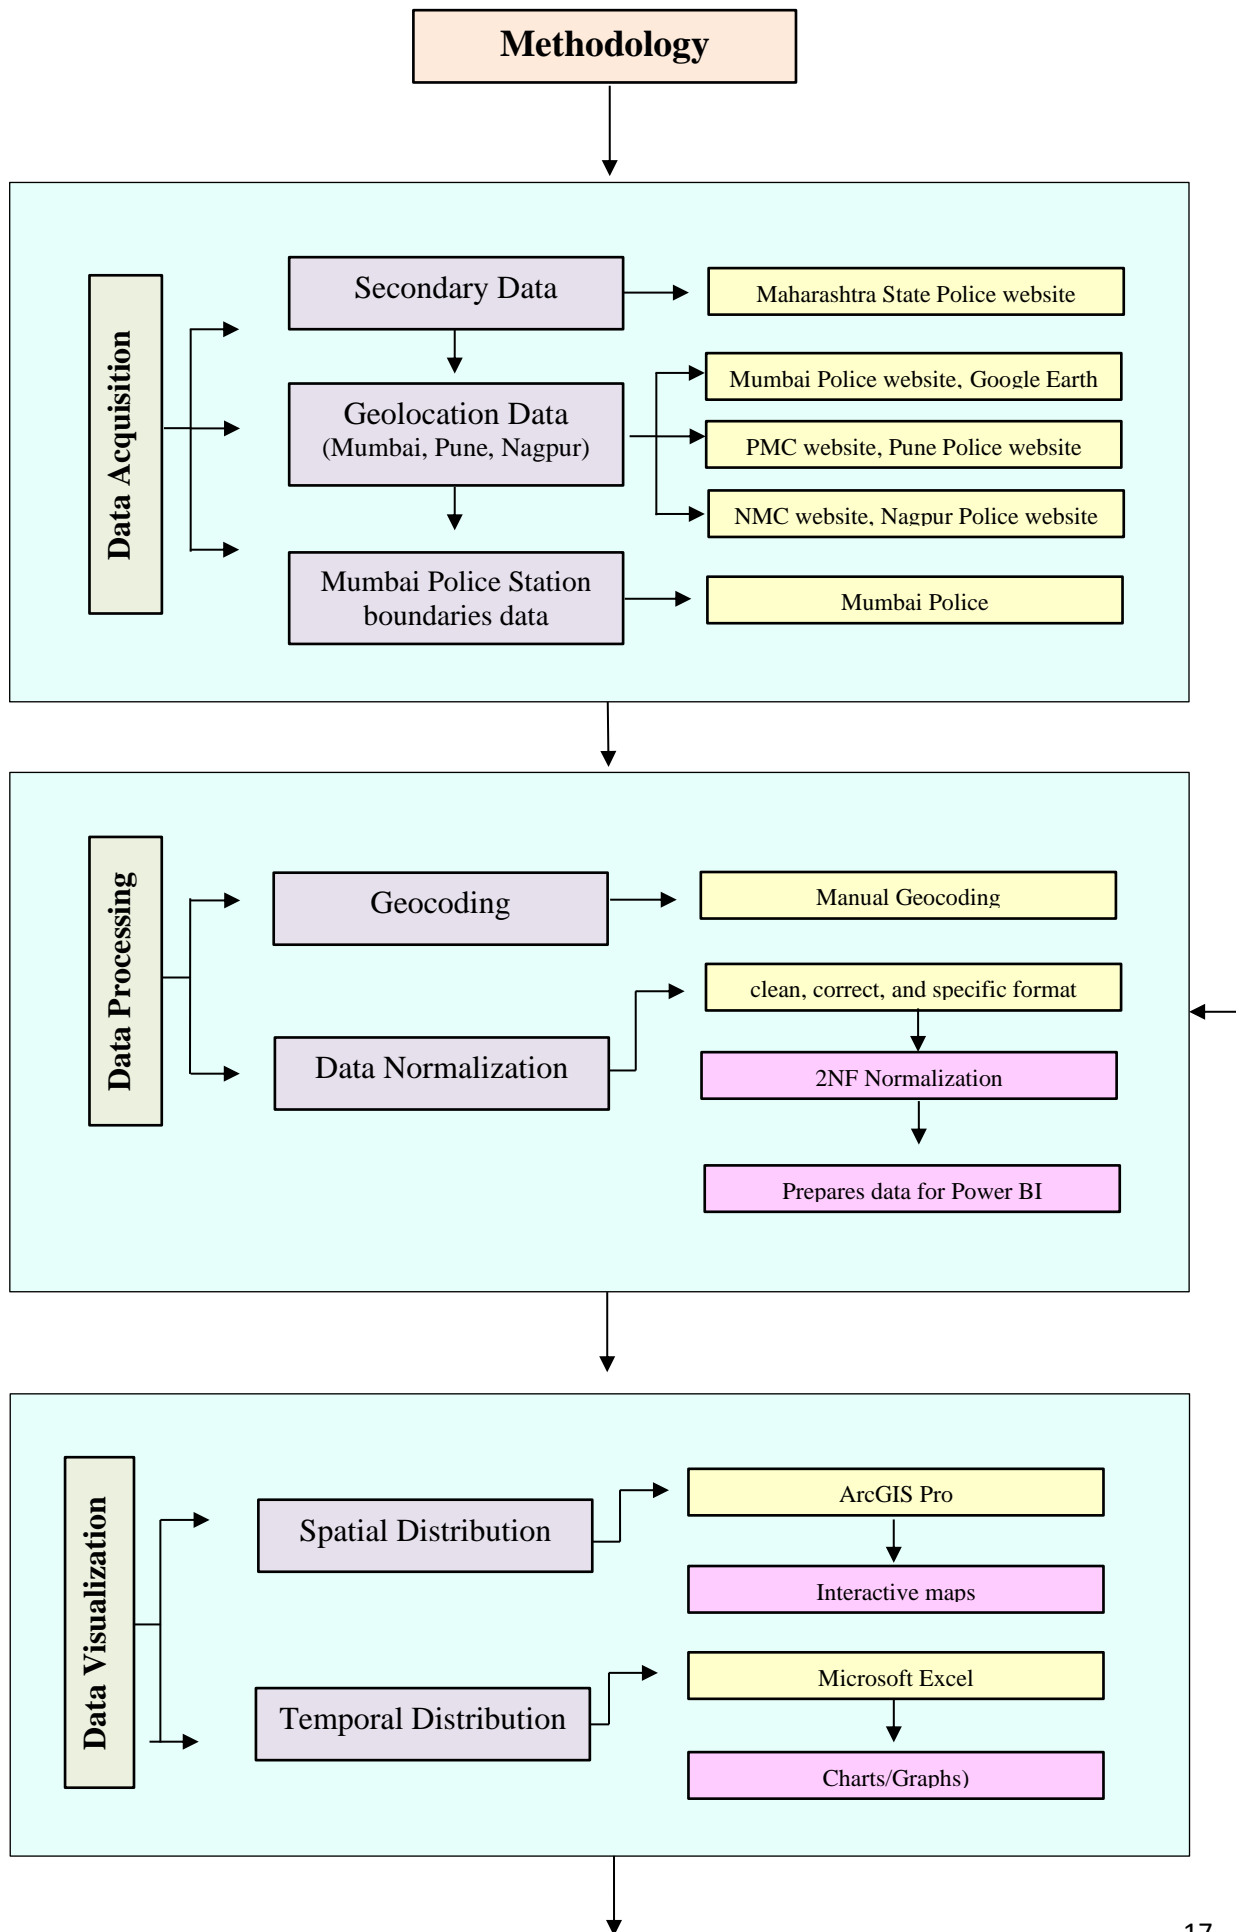 Methodology
Data Acquisition
Secondary Data
Maharashtra State Police website
Geolocation Data
(Mumbai, Pune, Nagpur)
Mumbai Police website, Google Earth
PMC website, Pune Police website
NMC website, Nagpur Police website
Mumbai Police Station
boundaries data
Mumbai Police
Data Processing
Geocoding
Manual Geocoding
Data Normalization
clean, correct, and specific format
2NF Normalization
Prepares data for Power BI
Data Visualization
Spatial Distribution
ArcGIS Pro
Interactive maps
Temporal Distribution
Microsoft Excel
Charts/Graphs)
17